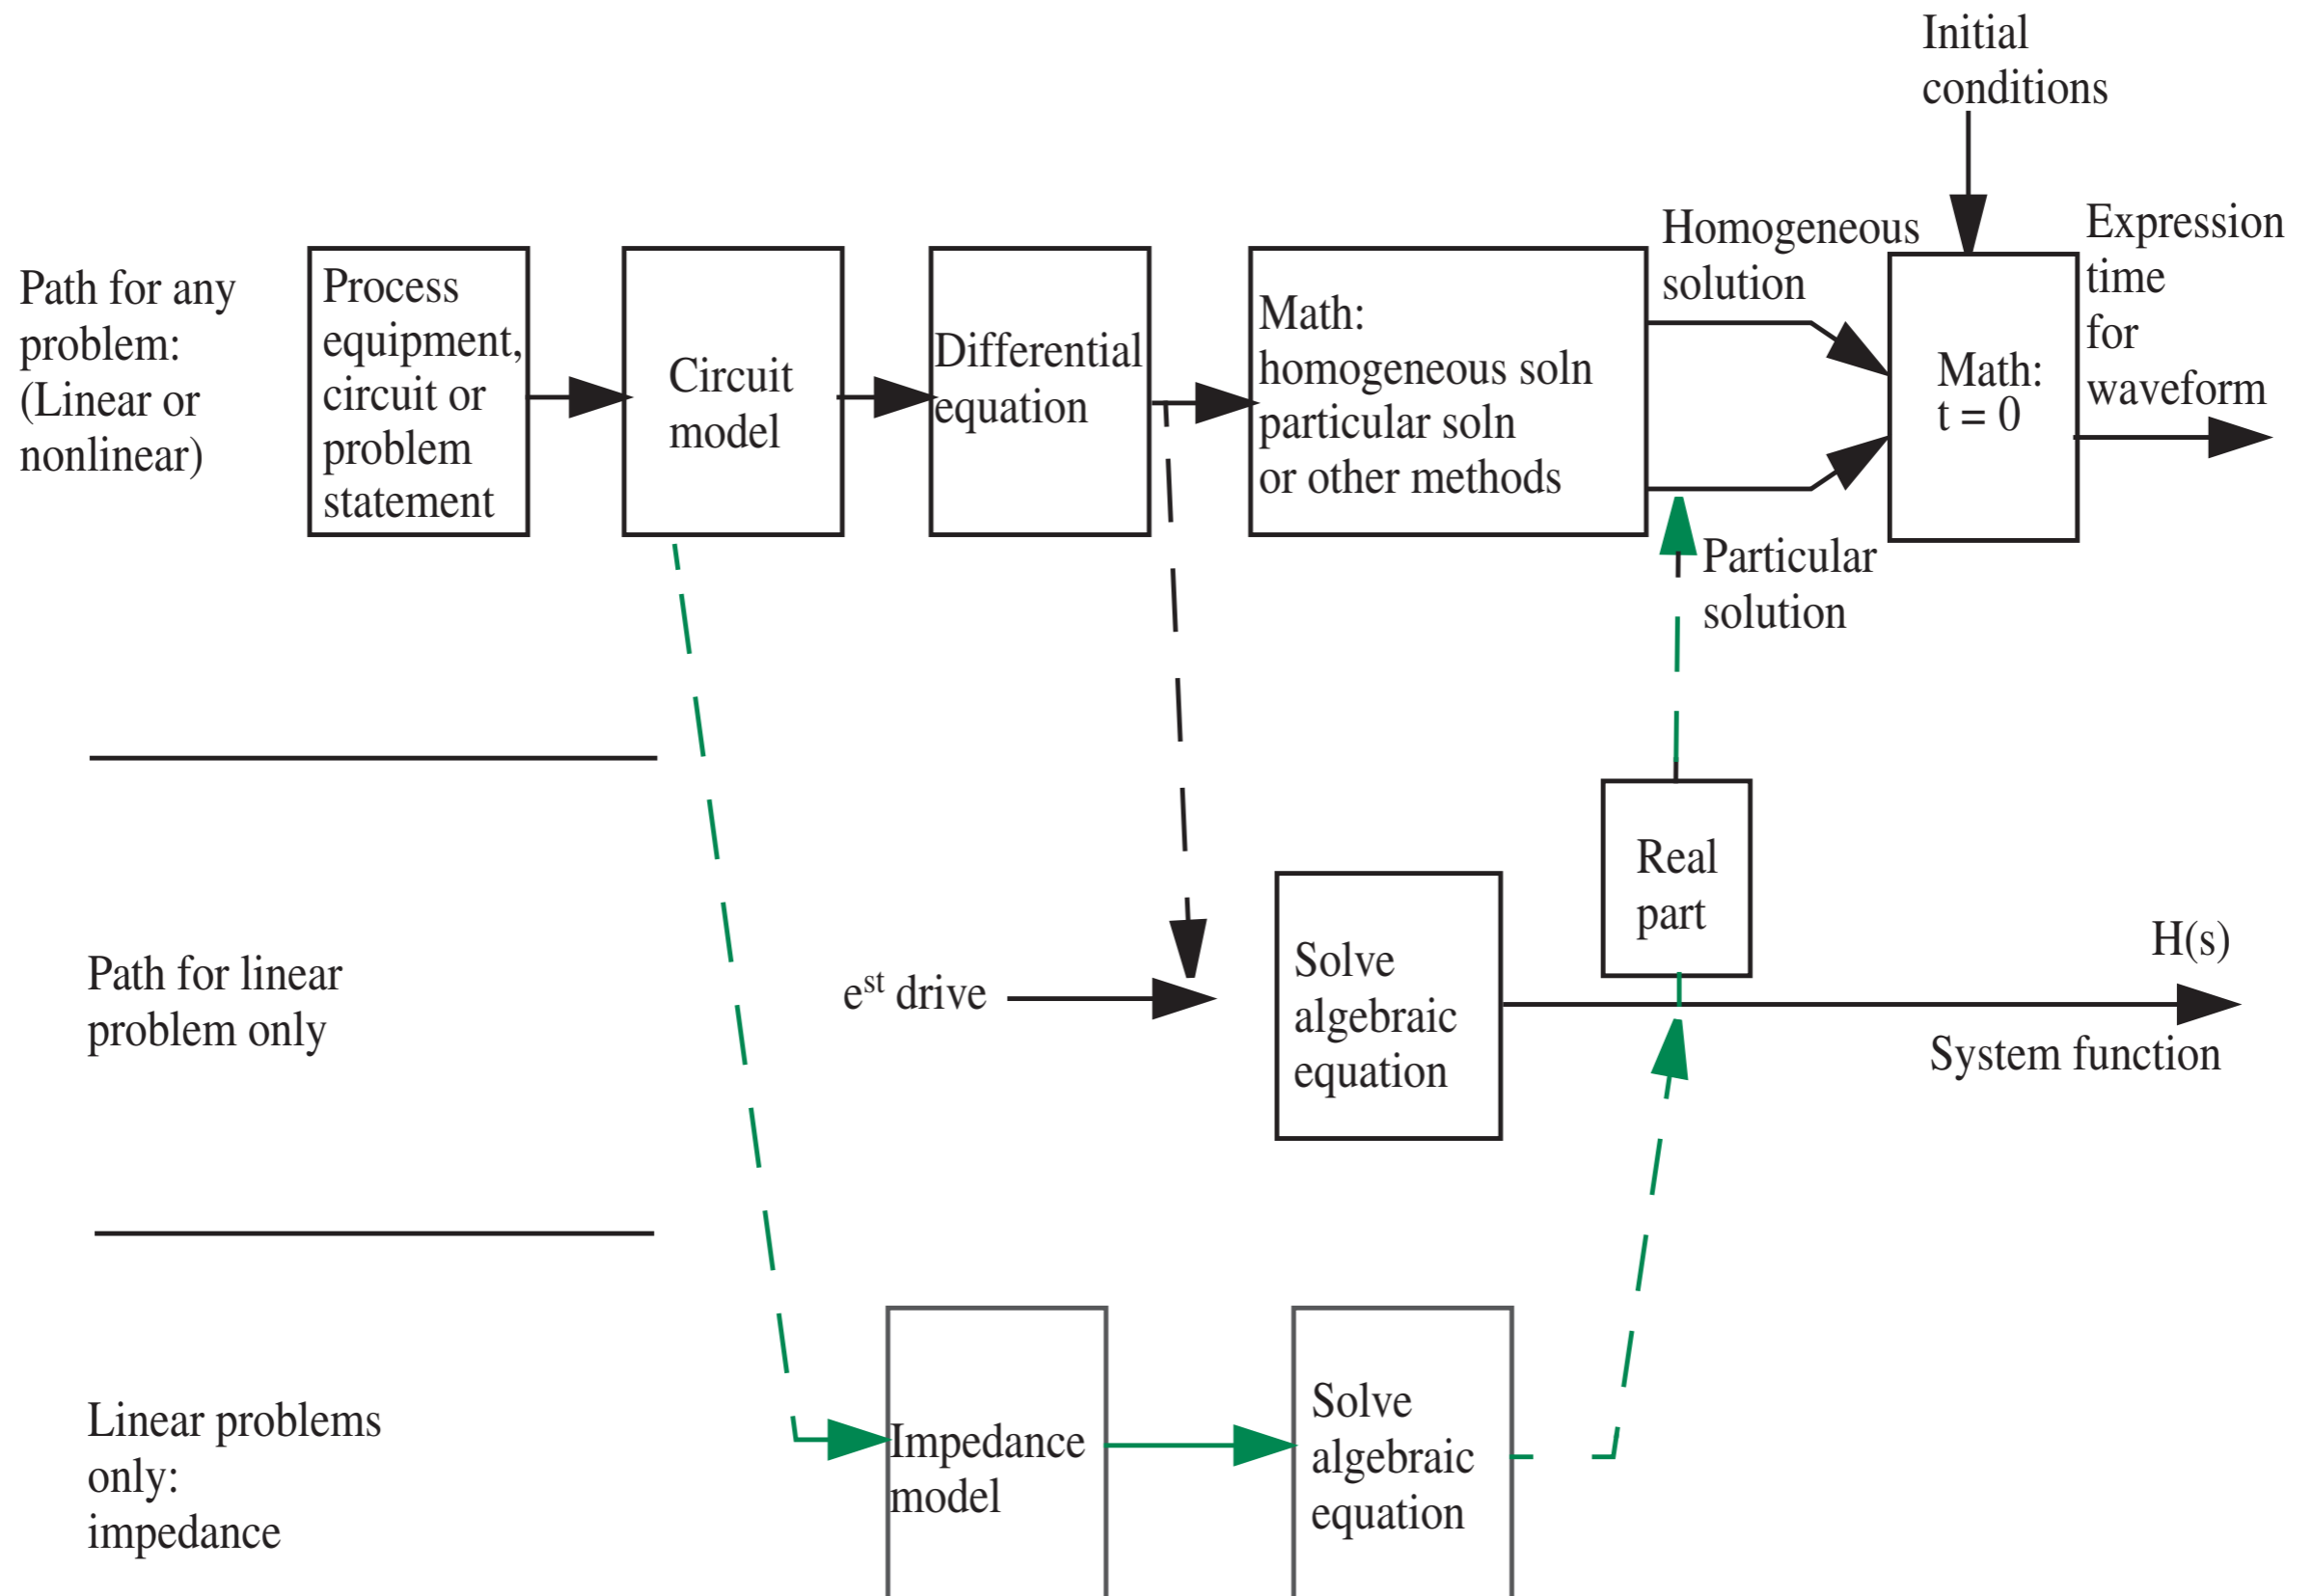 Initial
conditions
Path for any
problem:
(Linear or
nonlinear)
Process
equipment,
circuit or
problem
statement
Circuit
model
Differential
equation
Math:
homogeneous soln
particular soln
or other methods
Homogeneous
solution
Particular
solution
Math:
t = 0
Expression
time
for
waveform
Path for linear
problem only
e^st drive
Solve
algebraic
equation
Real
part
H(s)
System function
Linear problems
only:
impedance
Impedance
model
Solve
algebraic
equation